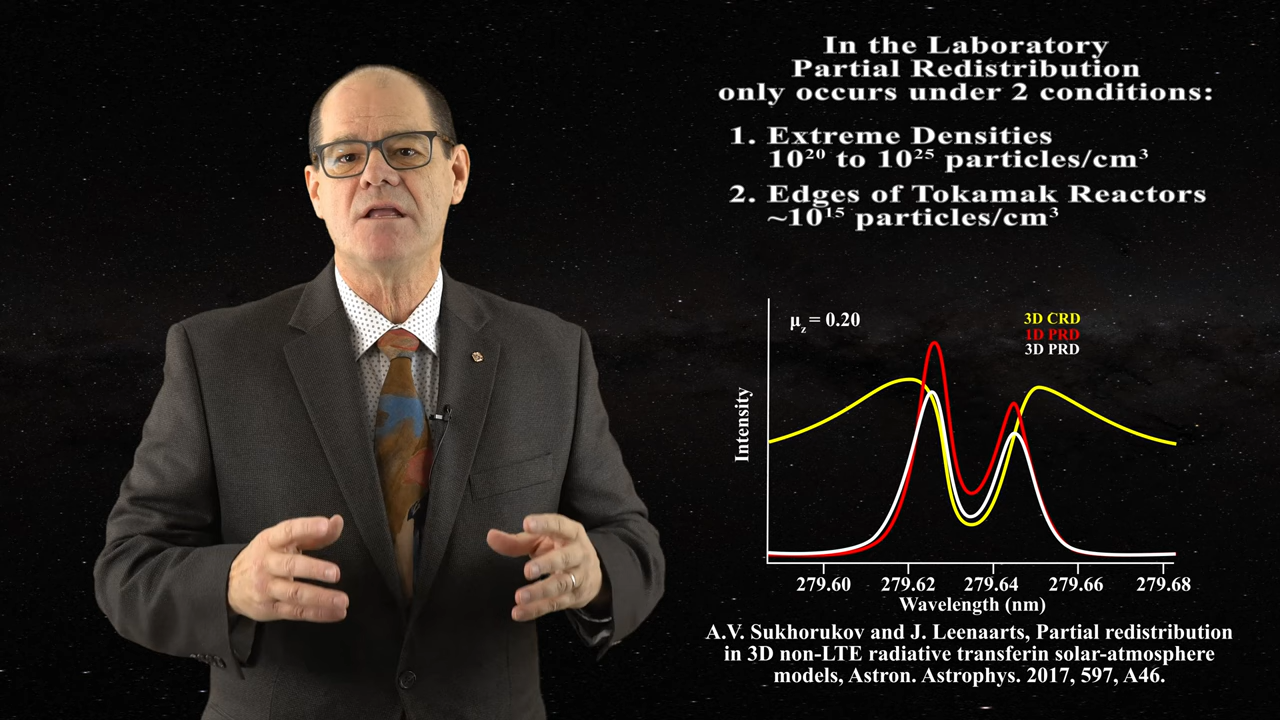 In the Laboratory
Partial Redistribution
only occurs under 2 conditions:
1. Extreme Densities
10²⁰ to 10²⁵ particles/cm³
2. Edges of Tokamak Reactors
~10¹⁵ particles/cm³
μz = 0.20
3D CRD
1D PRD
3D PRD
Intensity
279.60 279.62 279.64 279.66 279.68
Wavelength (nm)
A.V. Sukhorukov and J. Leenaarts, Partial redistribution
in 3D non-LTE radiative transferin solar-atmosphere
models, Astron. Astrophys. 2017, 597, A46.